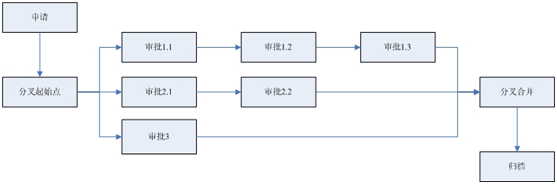 申请
审批1.1
审批1.2
审批1.3
分叉起始点
审批2.1
审批2.2
分叉合并
审批3
归档